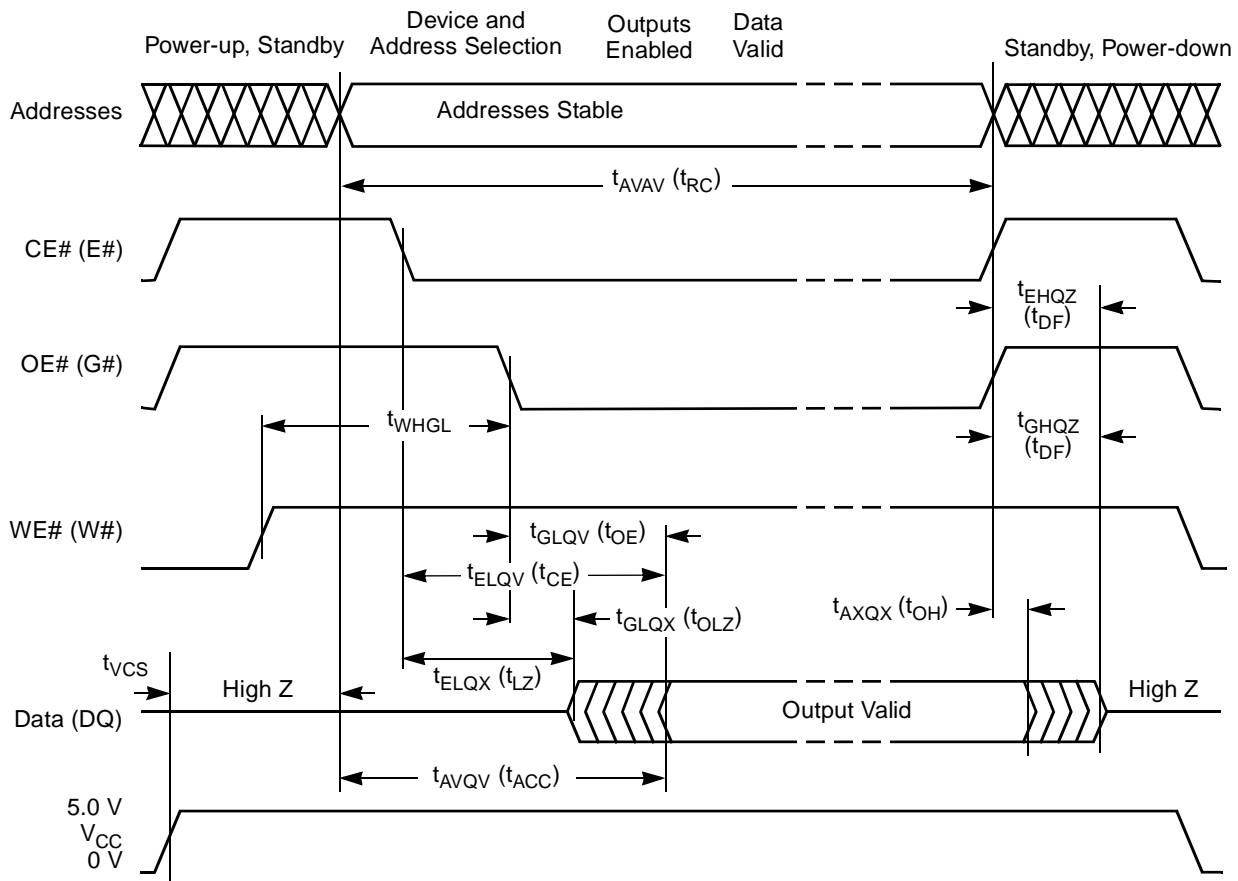 Power-up, Standby
Device and
Address Selection
Outputs
Enabled
Data
Valid
Standby, Power-down
Addresses
Addresses Stable
tAVAV (tRC)
CE# (E#)
tEHQZ
(tDF)
OE# (G#)
tWHGL
tGHQZ
(tDF)
WE# (W#)
tGLQV (tOE)
tELQV (tCE)
tGLQX (tOLZ)
tAXQX (tOH)
tVCS
tELQX (tLZ)
High Z
High Z
Data (DQ)
Output Valid
tAVQV (tACC)
5.0 V
VCC
0 V